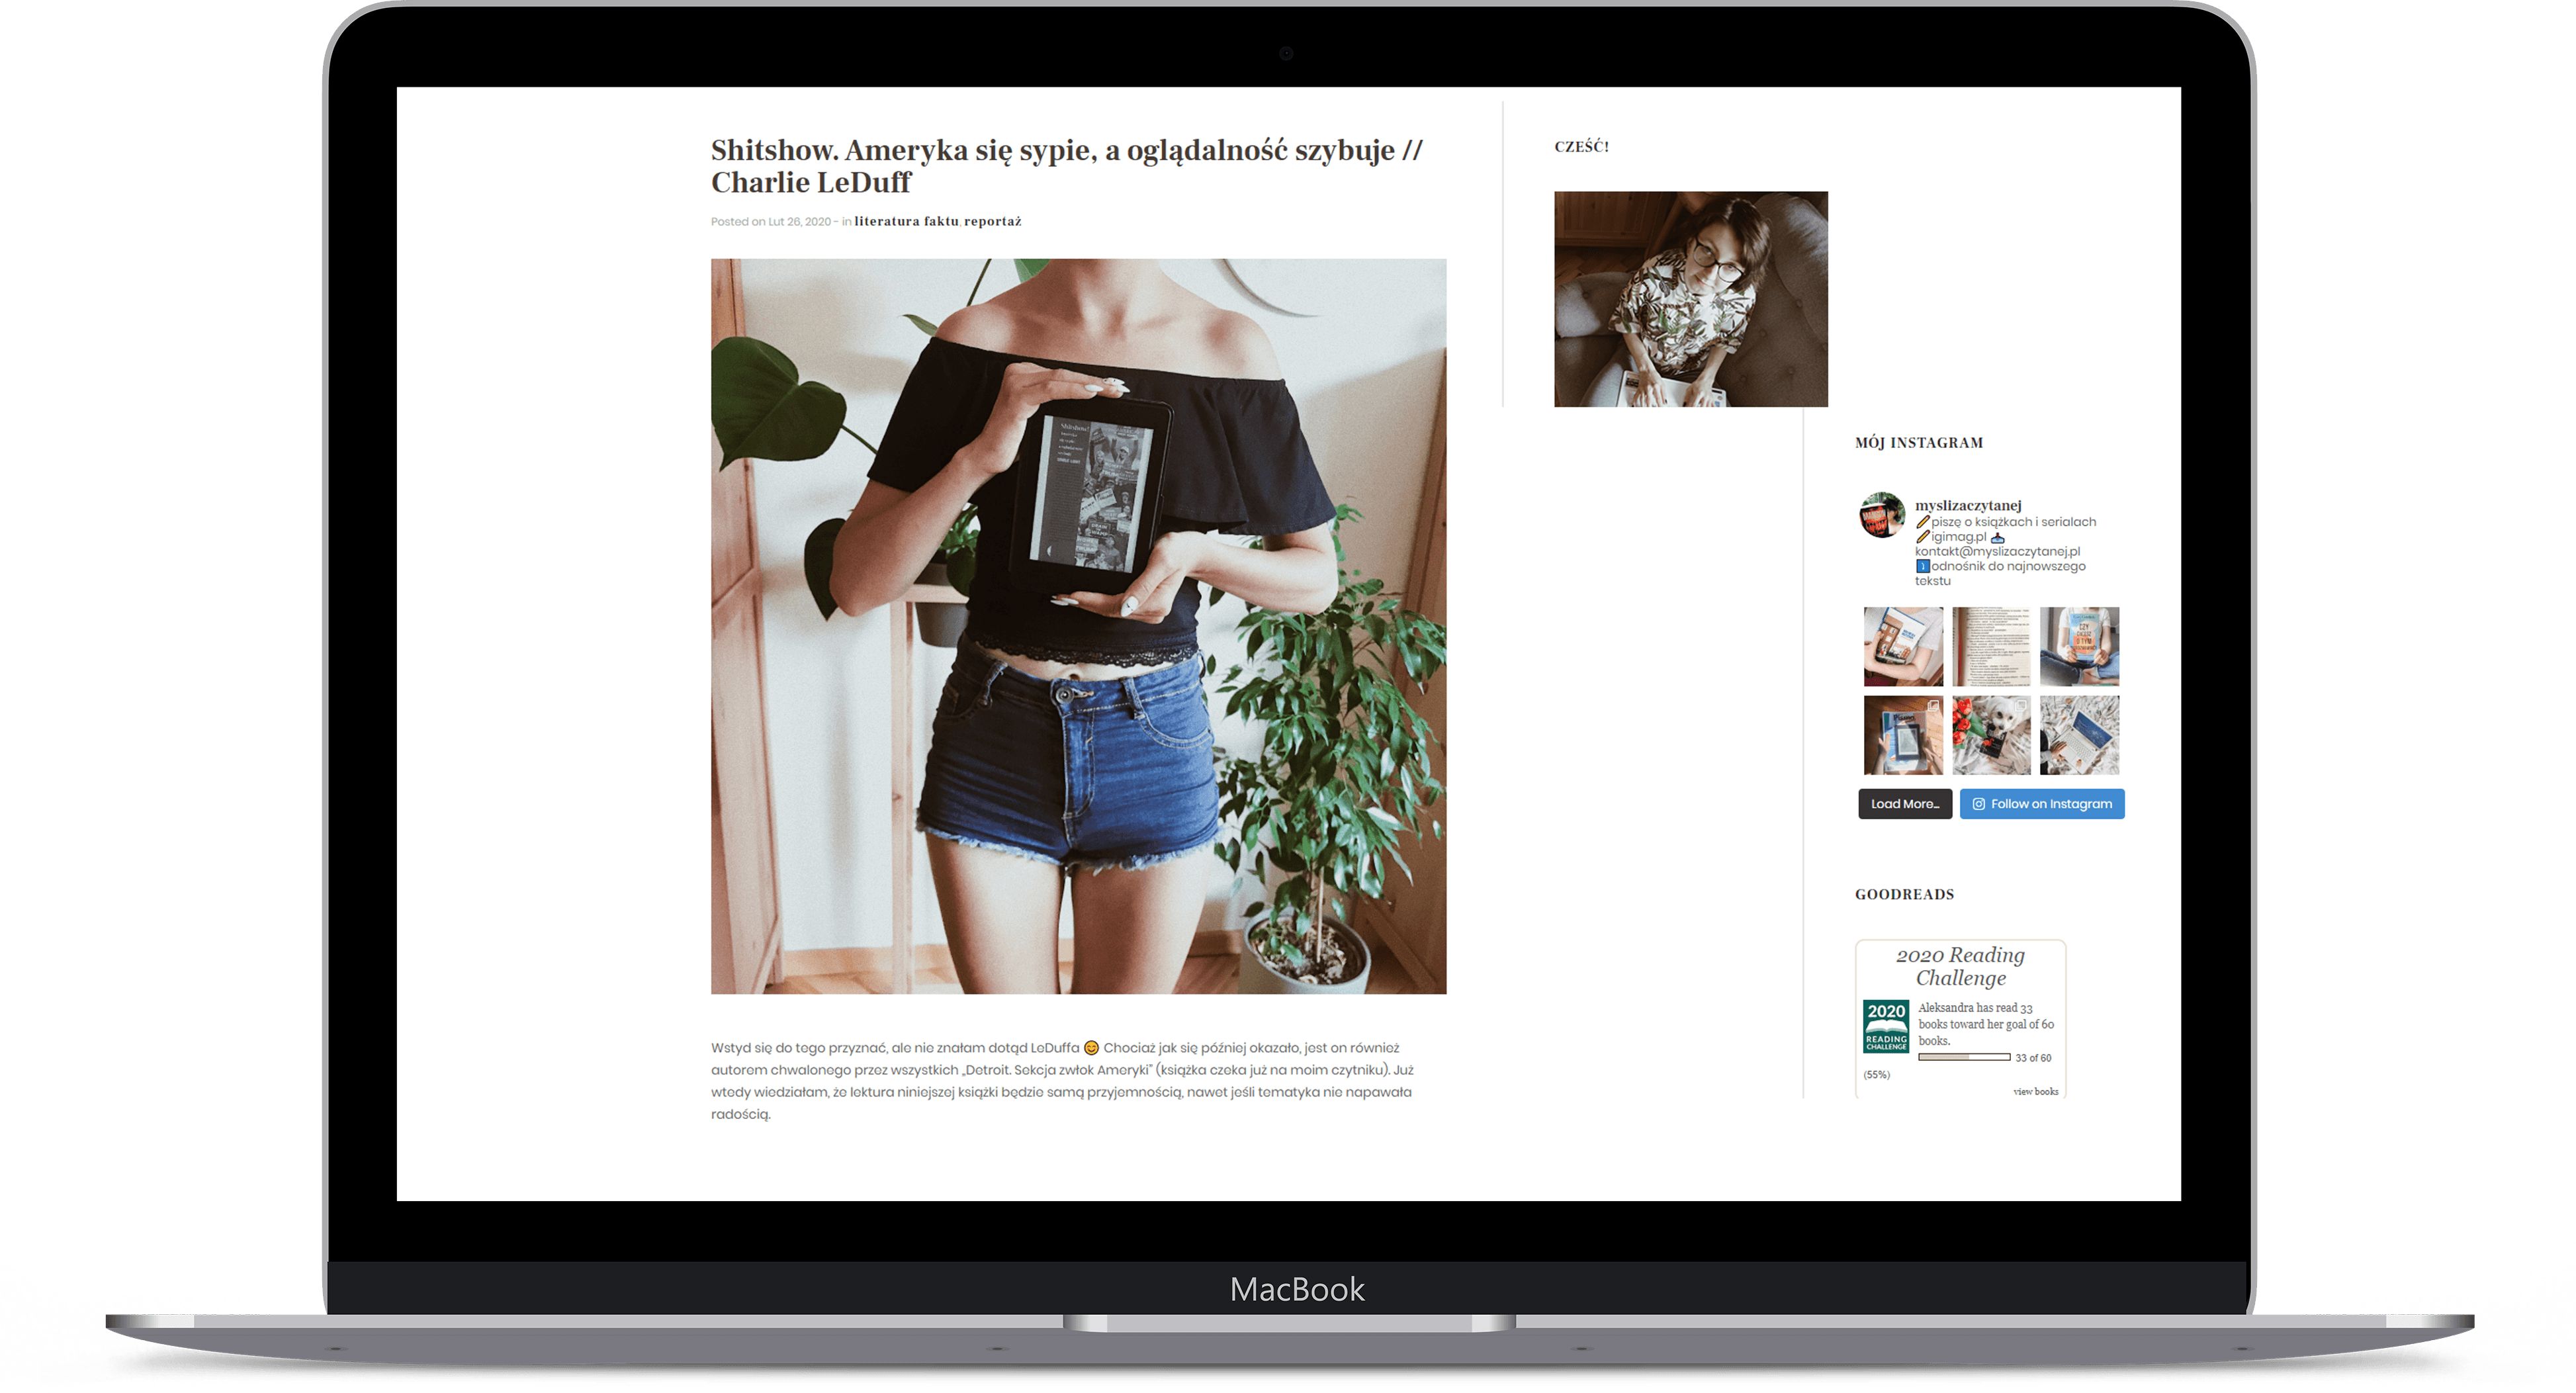 Shitshow. Ameryka się sypie, a oglądalność szybuje //
Charlie LeDuff
Posted on Lut 26, 2020 - in literatura faktu, reportaż
Shitshow!
Wstyd się do tego przyznać, ale nie znałam dotąd LeDuffa 😊 Chociaż jak się później okazało, jest on również
autorem chwalonego przez wszystkich „Detroit. Sekcja zwłok Ameryki” (książka czeka już na moim czytniku). Już
wtedy wiedziałam, że lektura niniejszej książki będzie samą przyjemnością, nawet jeśli tematyka nie napawała
radością.
CZEŚĆ!
MÓJ INSTAGRAM
myslizaczytanej
piszę o książkach i serialach
igimag.pl
kontakt@myslizaczytanej.pl
odnośnik do najnowszego
tekstu
CZY
O TYM
Load More...
Follow on Instagram
GOODREADS
2020 Reading
Challenge
2020
READING
CHALLENGE
Aleksandra has read 33
books toward her goal of 60
books.
33 of 60
(55%)
view books
MacBook